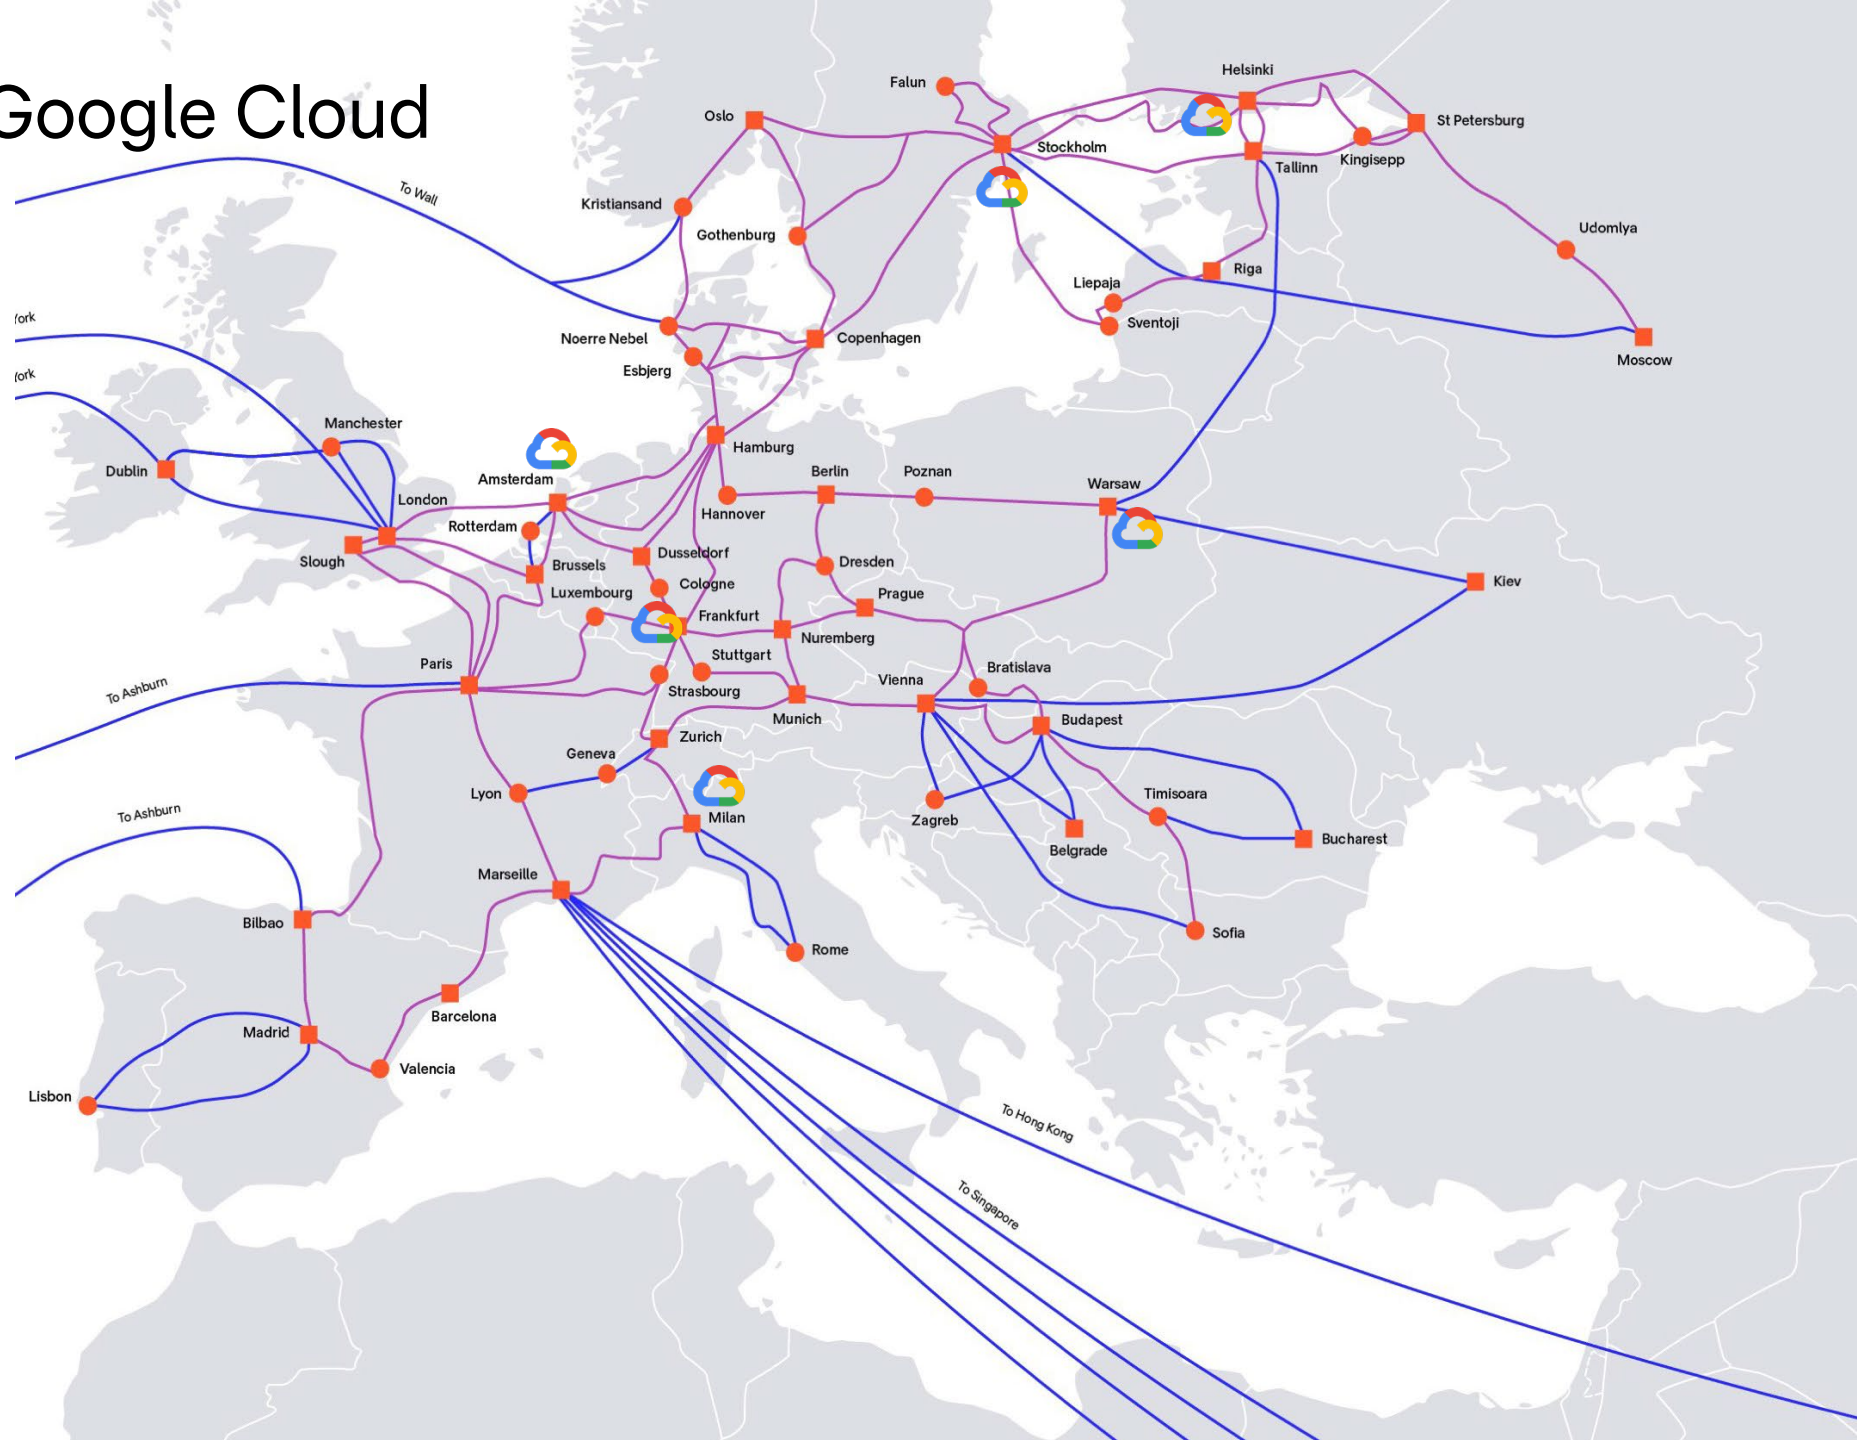 Google Cloud
Falun
Helsinki
Oslo
St Petersburg
Stockholm
Kingisepp
Tallinn
To Wall
Kristiansand
Gothenburg
Udomlya
Riga
Liepaja
Sventoji
ork
Noerre Nebel
Copenhagen
Esbjerg
Moscow
ork
Manchester
Hamburg
Dublin
Amsterdam
Berlin
Poznan
Warsaw
London
Rotterdam
Hannover
Slough
Dusseldorf
Brussels
Dresden
Kiev
Cologne
Luxembourg
Prague
Frankfurt
Nuremberg
Paris
Stuttgart
Bratislava
Vienna
To Ashburn
Strasbourg
Munich
Budapest
Zurich
Geneva
Lyon
Timisoara
To Ashburn
Milan
Zagreb
Bucharest
Belgrade
Marseille
Bilbao
Sofia
Rome
Barcelona
Madrid
Valencia
Lisbon
To Hong Kong
To Singapore